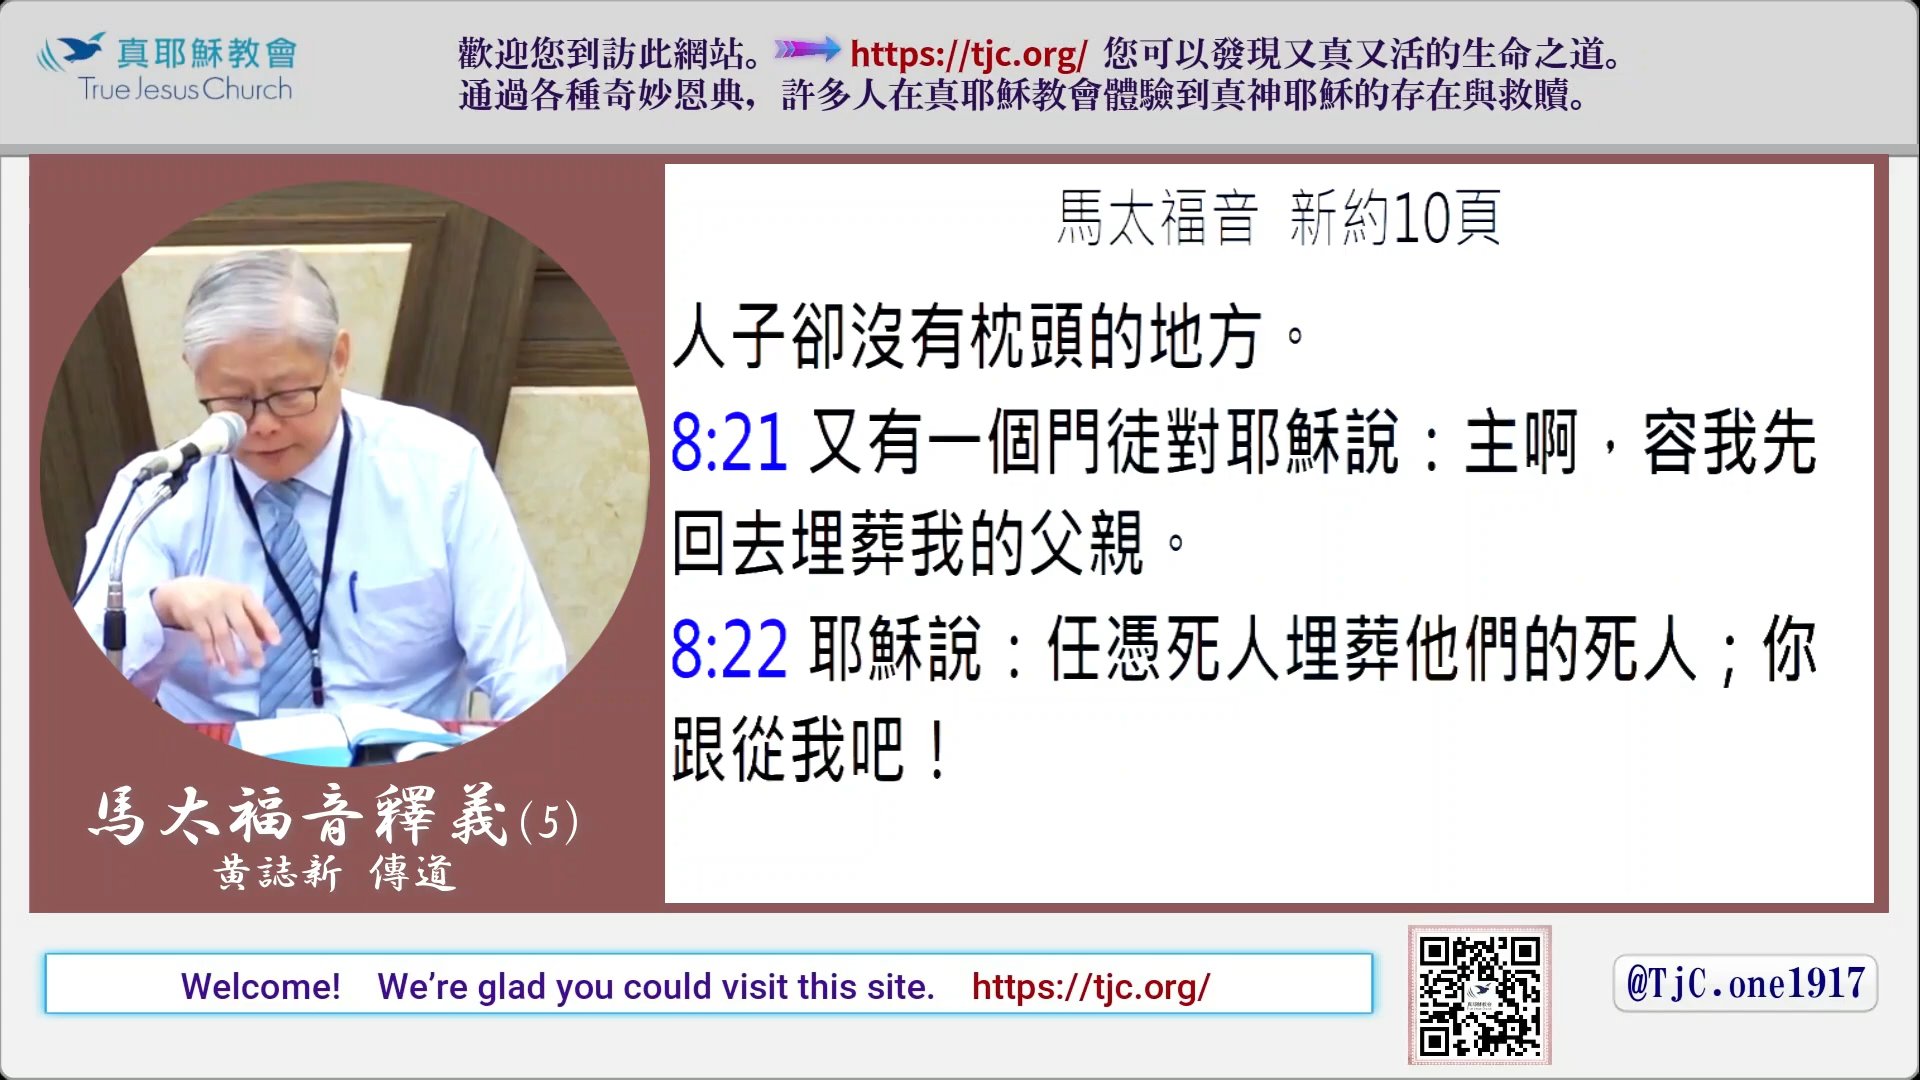 真耶穌教會
True Jesus Church
歡迎您到訪此網站。 https://tjc.org/ 您可以發現又真又活的生命之道。
通過各種奇妙恩典，許多人在真耶穌教會體驗到真神耶穌的存在與救贖。
馬太福音 新約10頁
人子卻沒有枕頭的地方。
8:21 又有一個門徒對耶穌說：主啊，容我先
回去埋葬我的父親。
8:22 耶穌說：任憑死人埋葬他們的死人；你
跟從我吧！
馬太福音釋義(5)
黃誌新 傳道
Welcome! We’re glad you could visit this site. https://tjc.org/
@TjC.one1917